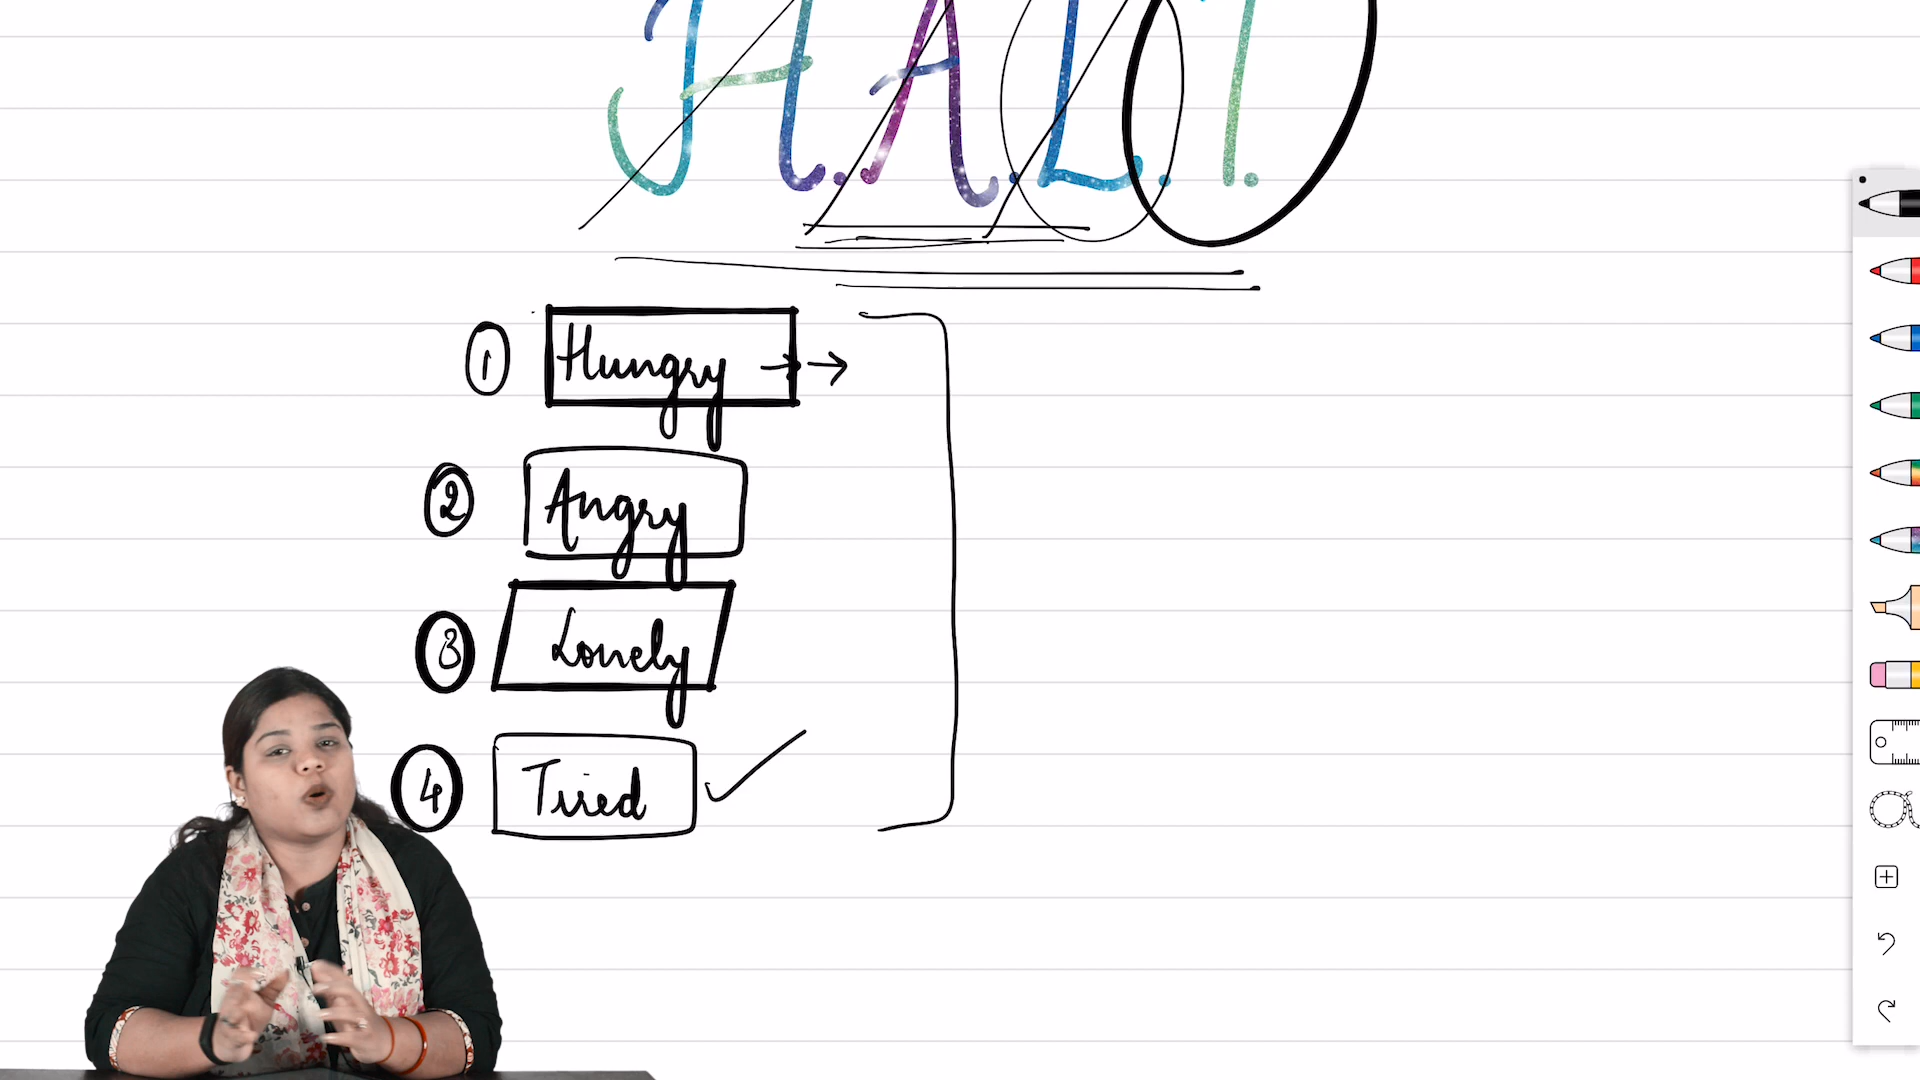 H.A.L.T.
1 Hungry →→
2 Angry
3 Lonely
4 Tired ✓